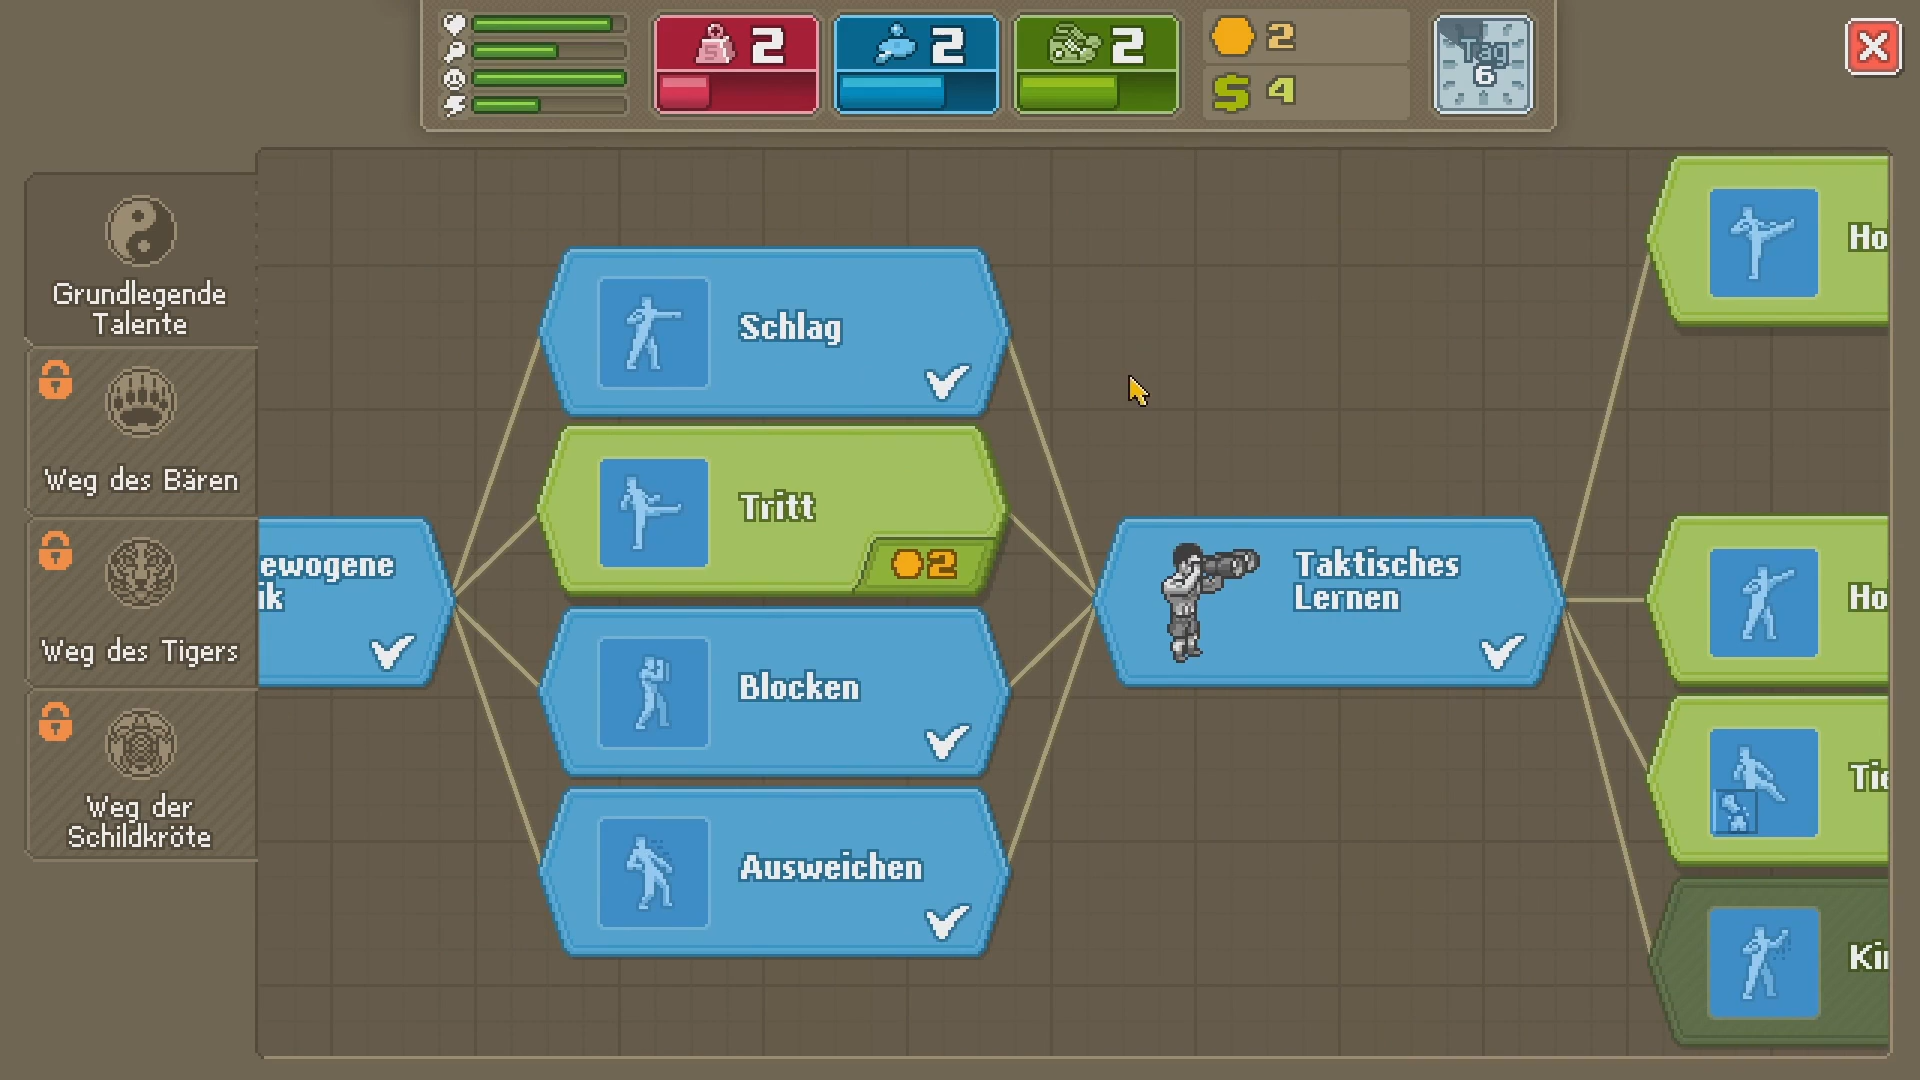 2
2
2
2
$ 4
Tag
6
Grundlegende
Talente
Weg des Bären
Weg des Tigers
Weg der
Schildkröte
ewogene
ik
Schlag
Tritt
2
Blocken
Ausweichen
Taktisches
Lernen
Ho
Ho
Tie
Ki